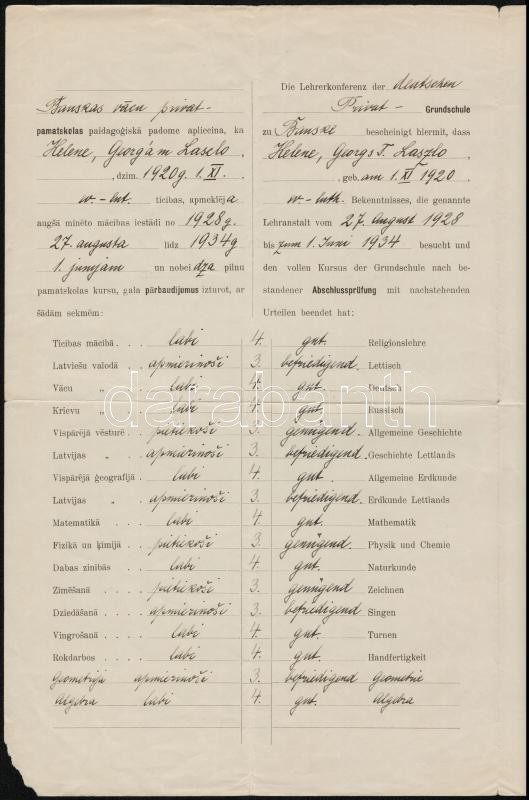 Die Lehrerkonferenz der deutschen
Bauskas vācu privat-
Privat- Grundschule
pamatskolas paidagoģiskā padome apliecina, ka
zu Bauske bescheinigt hiermit, dass
Helene, Georg'a m. Laszlo,
Helene, Georgs T. Laszlo,
, dzim. 1920 g. 1. XI.
, geb. am 1. XI 1920.
ev.-lut. ticības, apmeklēja
ev.-luth. Bekenntnisses, die genannte
augšā minēto mācības iestādi no 1928 g.
Lehranstalt vom 27. August 1928
27. augusta līdz 1934 g
bis zum 1. Juni 1934 besucht und
1. junijam un nobeidza pilnu
den vollen Kursus der Grundschule nach be-
pamatskolas kursu, gala pārbaudījumus izturot, ar
standener Abschlussprüfung mit nachstehenden
šādām sekmēm:
Urteilen beendet hat:
Ticības mācībā . . . labi 4. gut. Religionslehre
Latviešu valodā . . apmierinoši 3. befriedigend. Lettisch
Vācu „ . . labi 4. gut. Deutsch
Krievu „ . . labi 4. gut. Russisch
Vispārējā vēsturē . . pietiekoši 3. genügend. Allgemeine Geschichte
Latvijas „ . . apmierinoši 3. befriedigend. Geschichte Lettlands
Vispārējā ģeografijā . labi 4. gut. Allgemeine Erdkunde
Latvijas „ . apmierinoši 3. befriedigend. Erdkunde Lettlands
Matematikā . . . . labi 4. gut. Mathematik
Fizikā un ķimijā . . pietiekoši 3. genügend. Physik und Chemie
Dabas zinībās . . . labi 4. gut. Naturkunde
Zīmēšanā . . . . pietiekoši 3. genügend. Zeichnen
Dziedāšanā . . . . apmierinoši 3. befriedigend Singen
Vingrošanā . . . . labi 4. gut. Turnen
Rokdarbos . . . . labi 4. gut. Handfertigkeit
Geometrijā apmierinoši 3. befriedigend Geometrie
Algebra labi 4. gut. Algebra
darabanth